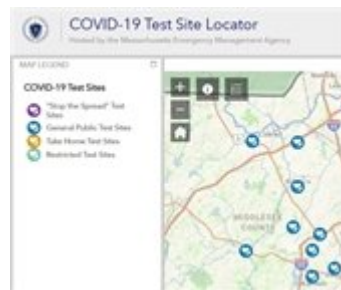 COVID-19 Test Site Locator
Hosted by the Massachusetts Emergency Management Agency
MAP LEGEND
COVID-19 Test Sites
"Stop the Spread" Test
Sites
General Public Test Sites
Take Home Test Sites
Restricted Test Sites
MIDDLESEX
COUNTY